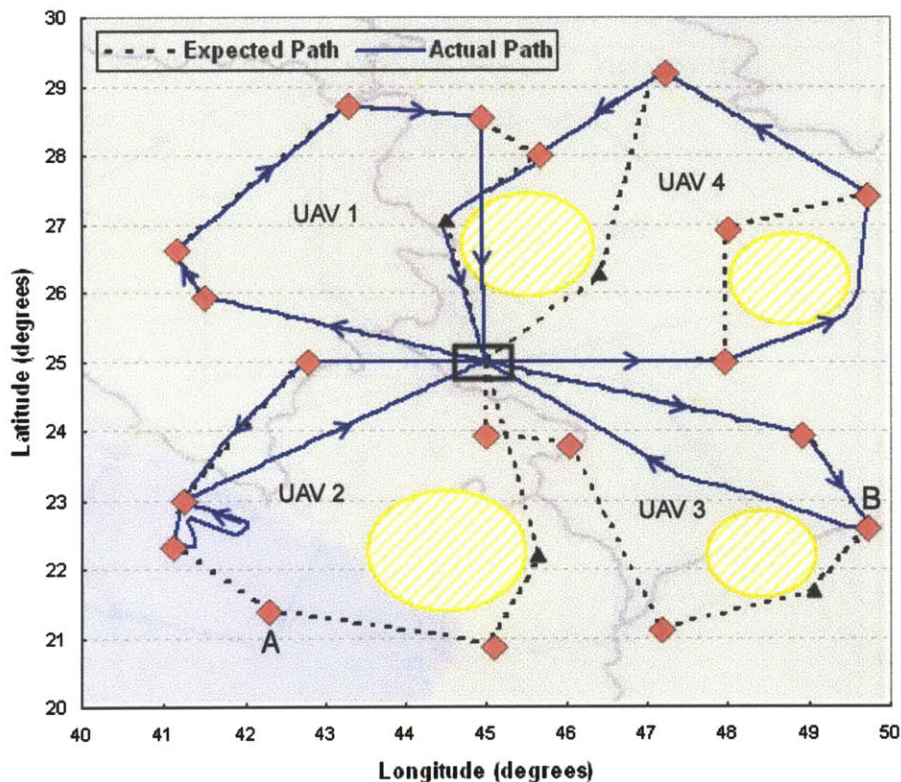 Expected Path Actual Path
30
29
28
27
26
25
24
23
22
21
20
Latitude (degrees)
UAV 1
UAV 4
UAV 2
UAV 3
A
B
40 41 42 43 44 45 46 47 48 49 50
Longitude (degrees)